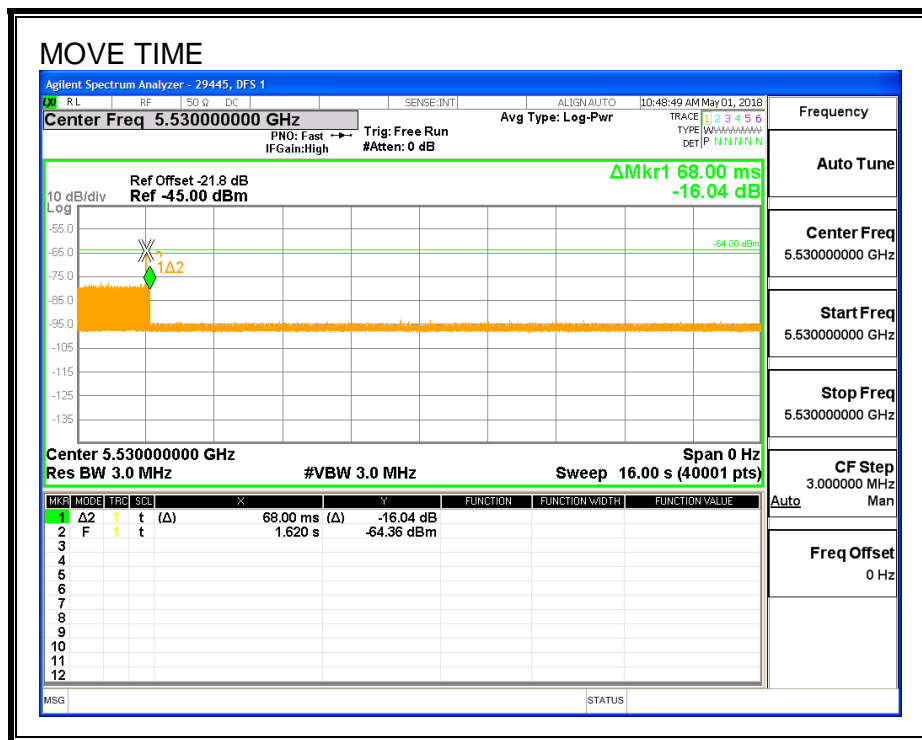 MOVE TIME
Agilent Spectrum Analyzer - 29445, DFS 1
LXI RL RF 50 Ω DC SENSE:INT ALIGN AUTO 10:48:49 AM May 01, 2018
Center Freq 5.530000000 GHz
PNO: Fast
IFGain:High
Trig: Free Run
#Atten: 0 dB
Avg Type: Log-Pwr
TRACE 1 2 3 4 5 6
TYPE W
DET P N N N N N
Ref Offset -21.8 dB
10 dB/div Ref -45.00 dBm
Log
ΔMkr1 68.00 ms
-16.04 dB
-55.0
-65.0
-75.0
-85.0
-95.0
-105
-115
-125
-135
-64.00 dBm
1Δ2
Center 5.530000000 GHz Span 0 Hz
Res BW 3.0 MHz #VBW 3.0 MHz Sweep 16.00 s (40001 pts)
MKR MODE TRC SCL X Y FUNCTION FUNCTION WIDTH FUNCTION VALUE
1 Δ2 1 t (Δ) 68.00 ms (Δ) -16.04 dB
2 F 1 t 1.620 s -64.36 dBm
3
4
5
6
7
8
9
10
11
12
MSG STATUS
Frequency
Auto Tune
Center Freq
5.530000000 GHz
Start Freq
5.530000000 GHz
Stop Freq
5.530000000 GHz
CF Step
3.000000 MHz
Auto Man
Freq Offset
0 Hz